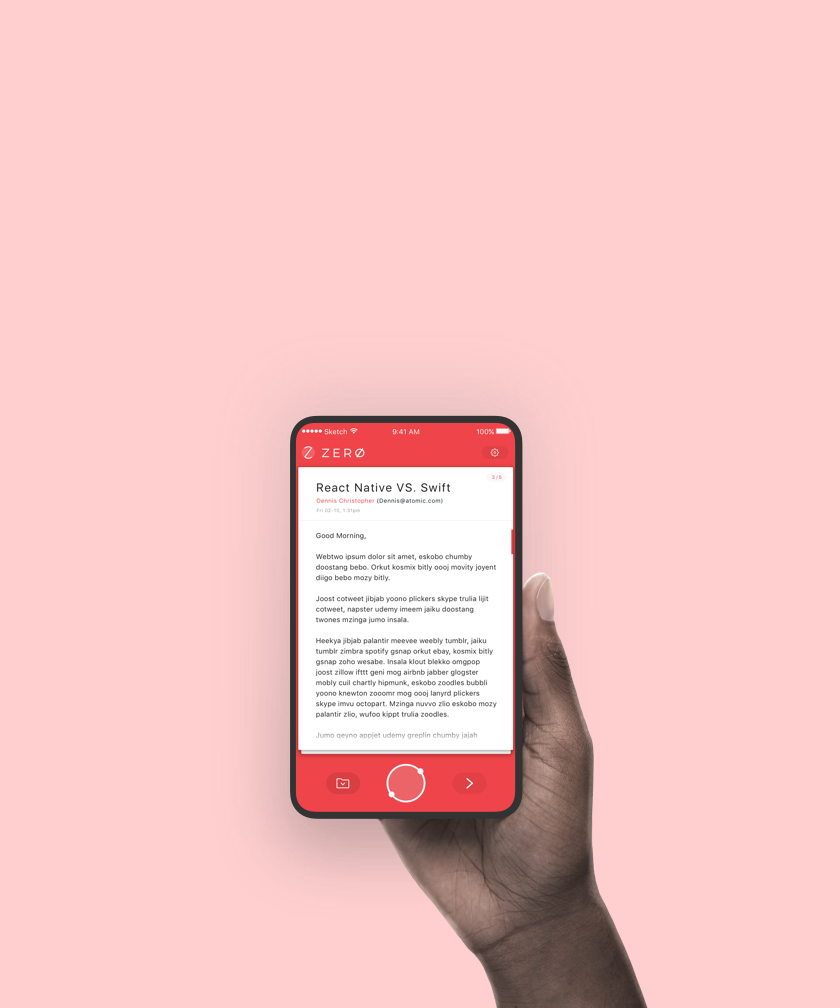 Sketch 9:41 AM 100%
ZERØ
3/5
React Native VS. Swift
Dennis Christopher (Dennis@atomic.com)
Fri 02-10, 1:31pm
Good Morning,
Webtwo ipsum dolor sit amet, eskobo chumby
doostang bebo. Orkut kosmix bitly oooj movity joyent
diigo bebo mozy bitly.
Joost cotweet jibjab yoono plickers skype trulia lijit
cotweet, napster udemy imeem jaiku doostang
twones mzinga jumo insala.
Heekya jibjab palantir meevee weebly tumblr, jaiku
tumblr zimbra spotify gsnap orkut ebay, kosmix bitly
gsnap zoho wesabe. Insala klout blekko omgpop
joost zillow ifttt geni mog airbnb jabber glogster
mobly cuil chartly hipmunk, eskobo zoodles bubbli
yoono knewton zooomr mog oooj lanyrd plickers
skype imvu octopart. Mzinga nuvvo zlio eskobo mozy
palantir zlio, wufoo kippt trulia zoodles.
Jumo geyno appjet udemy greplin chumby jajah